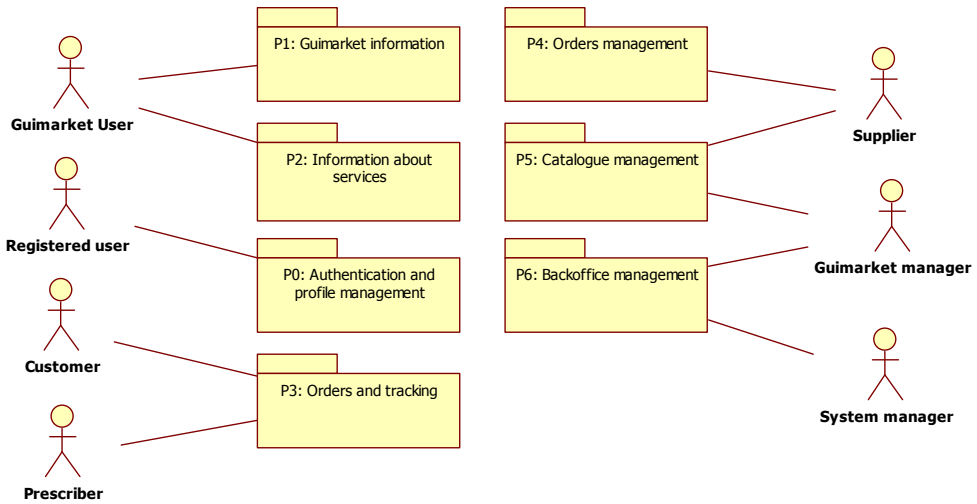 P1: Guimarket information
P4: Orders management
Guimarket User
Supplier
P2: Information about
services
P5: Catalogue management
Registered user
Guimarket manager
P0: Authentication and
profile management
P6: Backoffice management
Customer
P3: Orders and tracking
System manager
Prescriber